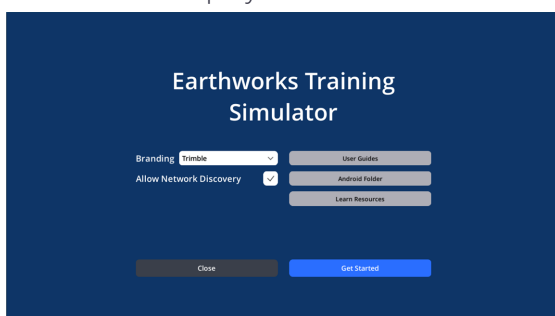 Earthworks Training
Simulator
Branding Trimble
User Guides
Allow Network Discovery
Android Folder
Learn Resources
Close
Get Started